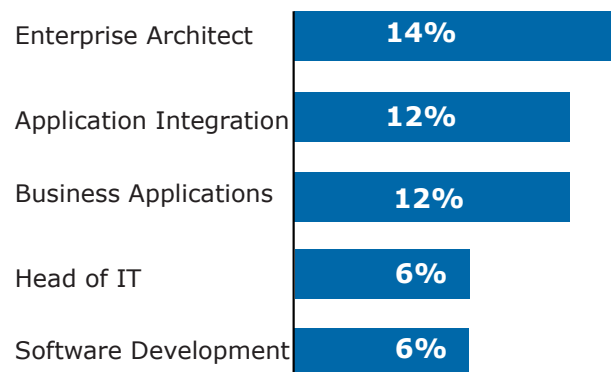 Enterprise Architect 14%
Application Integration 12%
Business Applications 12%
Head of IT 6%
Software Development 6%